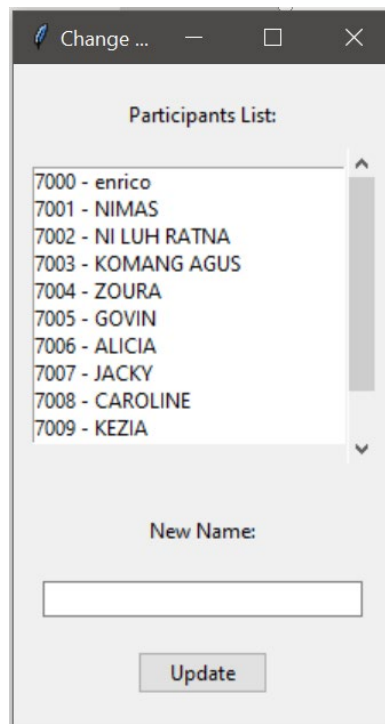 Change ...
Participants List:
7000 - enrico
7001 - NIMAS
7002 - NI LUH RATNA
7003 - KOMANG AGUS
7004 - ZOURA
7005 - GOVIN
7006 - ALICIA
7007 - JACKY
7008 - CAROLINE
7009 - KEZIA
New Name:
Update